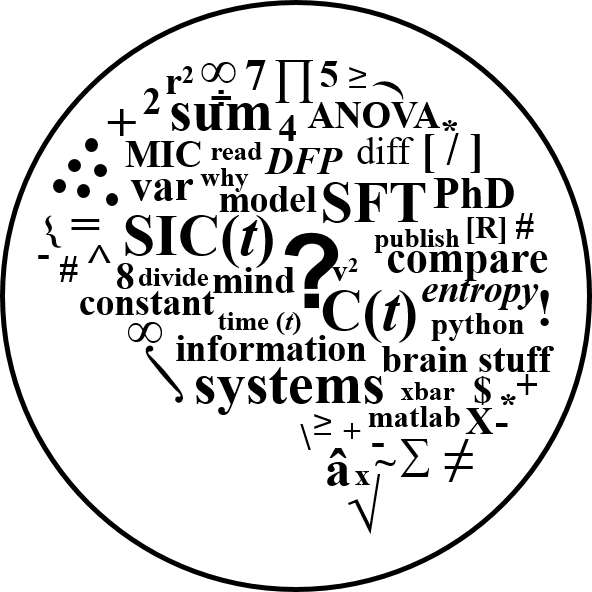 r² ∞ 7 ∏ 5 ≥ ⌒
+ 2 sum ÷ 4 ANOVA *
MIC read DFP diff [ / ]
var why model SFT PhD
{ = SIC(t) ? publish [R] #
- # ^ 8 divide mind v² compare
constant time (t) C(t) entropy !
∞ information python
∫ systems brain stuff
xbar $ * +
\ ≥ + matlab X-
â x - ~ ∑ ≠
√